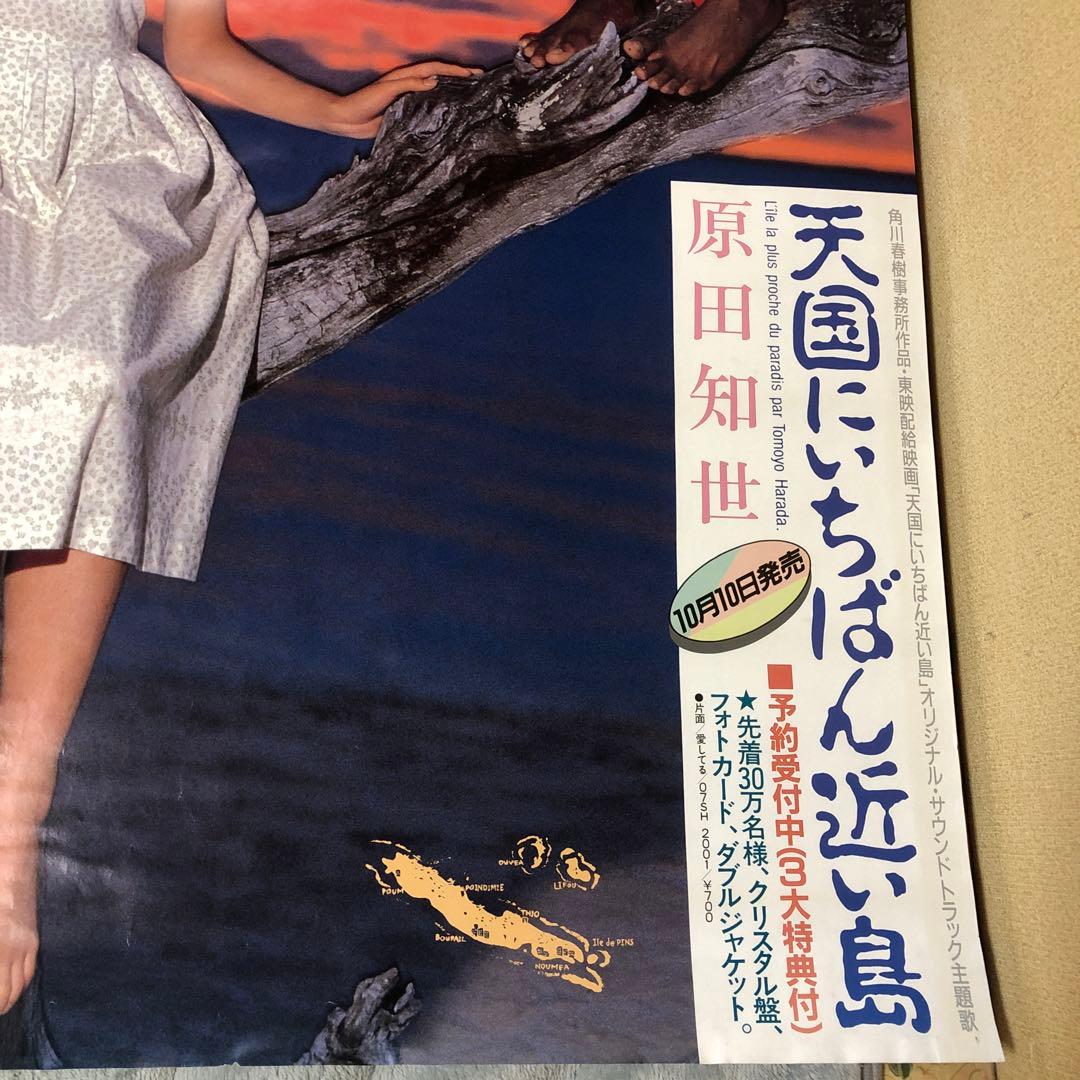 角川春樹事務所作品・東映配給映画「天国にいちばん近い島」オリジナル・サウンドトラック主題歌
天国にいちばん近い島
L'île la plus proche du paradis par Tomoyo Harada.
原田知世
10月10日発売
■予約受付中(3大特典付)
★先着30万名様、クリスタル盤、
フォトカード、ダブルジャケット。
●片面/愛してる/07SH 2001/¥700
OUVEA
LIFOU
POUM
POINDIMIE
THIO
BOURAIL
Ile de PINS
NOUMEA